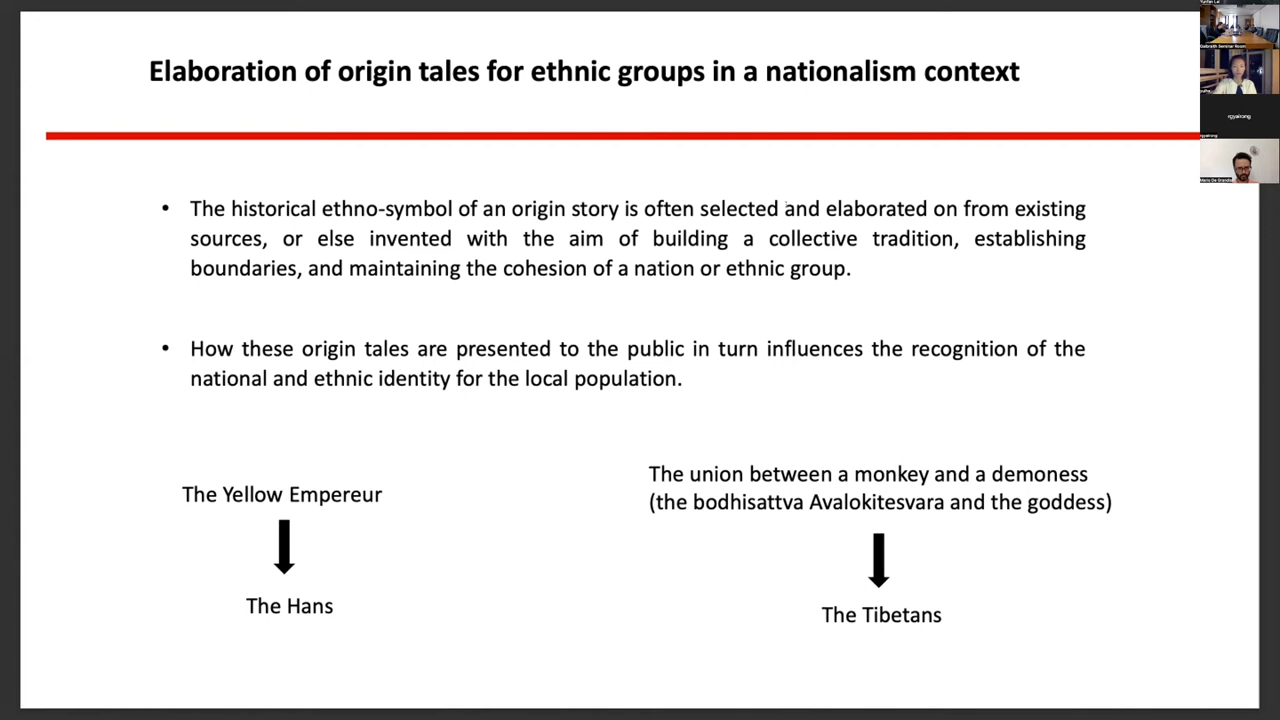 Elaboration of origin tales for ethnic groups in a nationalism context
• The historical ethno-symbol of an origin story is often selected and elaborated on from existing
sources, or else invented with the aim of building a collective tradition, establishing
boundaries, and maintaining the cohesion of a nation or ethnic group.
• How these origin tales are presented to the public in turn influences the recognition of the
national and ethnic identity for the local population.
The Yellow Empereur
The Hans
The union between a monkey and a demoness
(the bodhisattva Avalokitesvara and the goddess)
The Tibetans
Seminar Room
rgyalrong
rgyalrong